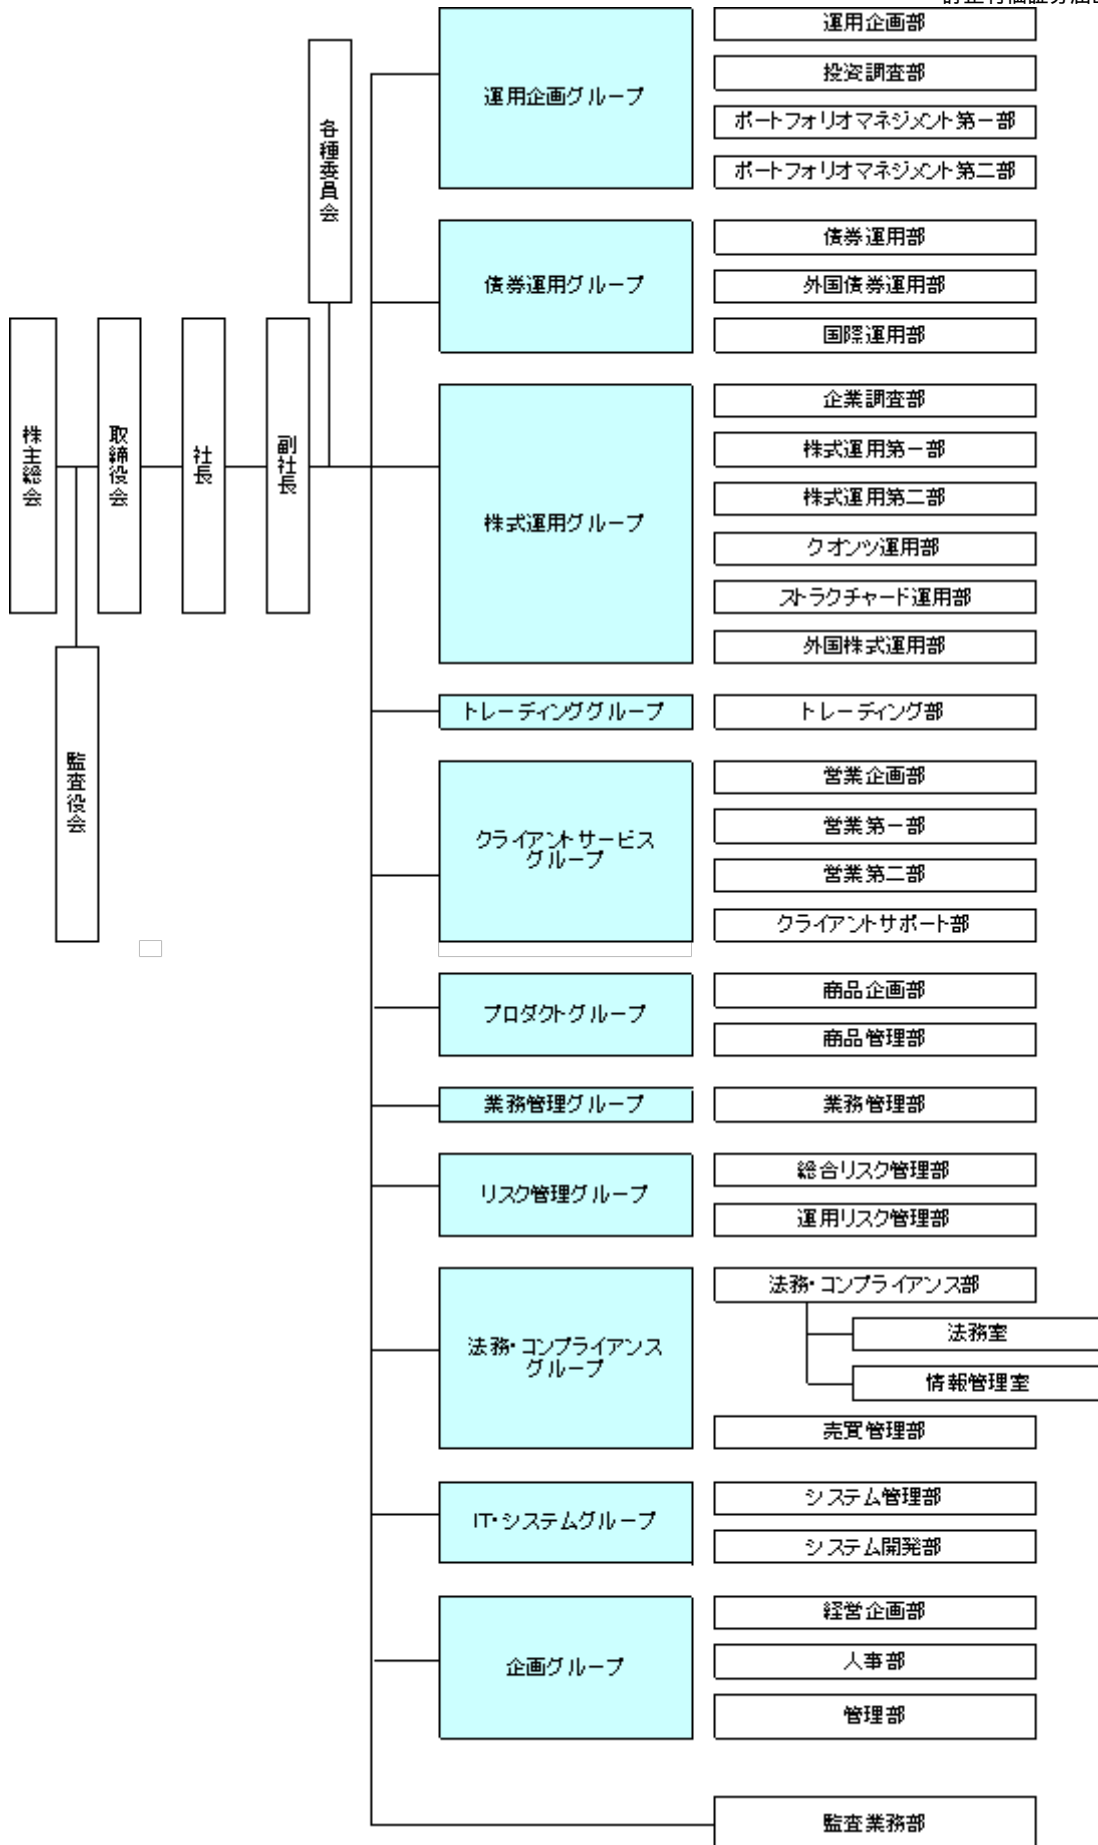 株主総会
監査役会
取締役会
社長
副社長
各種委員会
運用企画グループ
運用企画部
投資調査部
ポートフォリオマネジメント第一部
ポートフォリオマネジメント第二部
債券運用グループ
債券運用部
外国債券運用部
国際運用部
株式運用グループ
企業調査部
株式運用第一部
株式運用第二部
クオンツ運用部
ストラクチャード運用部
外国株式運用部
トレーディンググループ
トレーディング部
クライアントサービス
グループ
営業企画部
営業第一部
営業第二部
クライアントサポート部
プロダクトグループ
商品企画部
商品管理部
業務管理グループ
業務管理部
リスク管理グループ
総合リスク管理部
運用リスク管理部
法務・コンプライアンス
グループ
法務・コンプライアンス部
法務室
情報管理室
売買管理部
IT・システムグループ
システム管理部
システム開発部
企画グループ
経営企画部
人事部
管理部
監査業務部